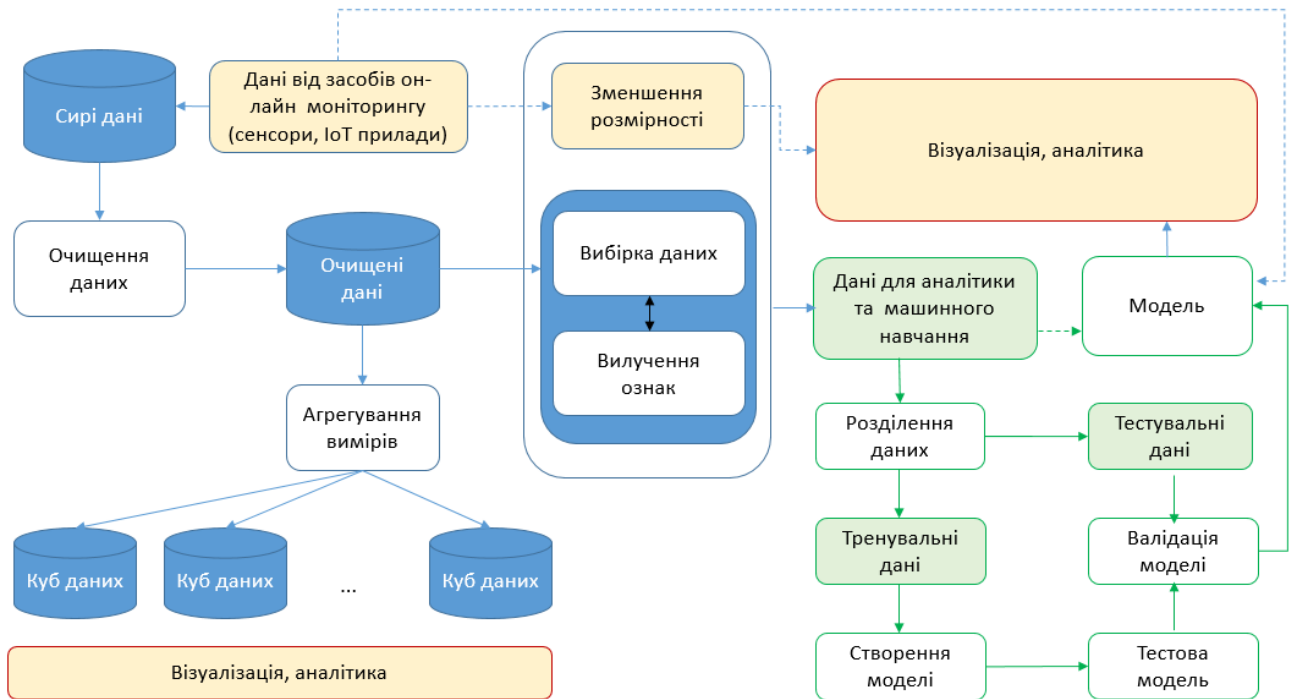 Сирі дані
Дані від засобів он-
лайн моніторингу
(сенсори, ІоТ прилади)
Зменшення
розмірності
Візуалізація, аналітика
Очищення
даних
Очищені
дані
Вибірка даних
Вилучення
ознак
Дані для аналітики
та машинного
навчання
Модель
Агрегування
вимірів
Розділення
даних
Тестувальні
дані
Куб даних
Куб даних
...
Куб даних
Тренувальні
дані
Валідація
моделі
Візуалізація, аналітика
Створення
моделі
Тестова
модель